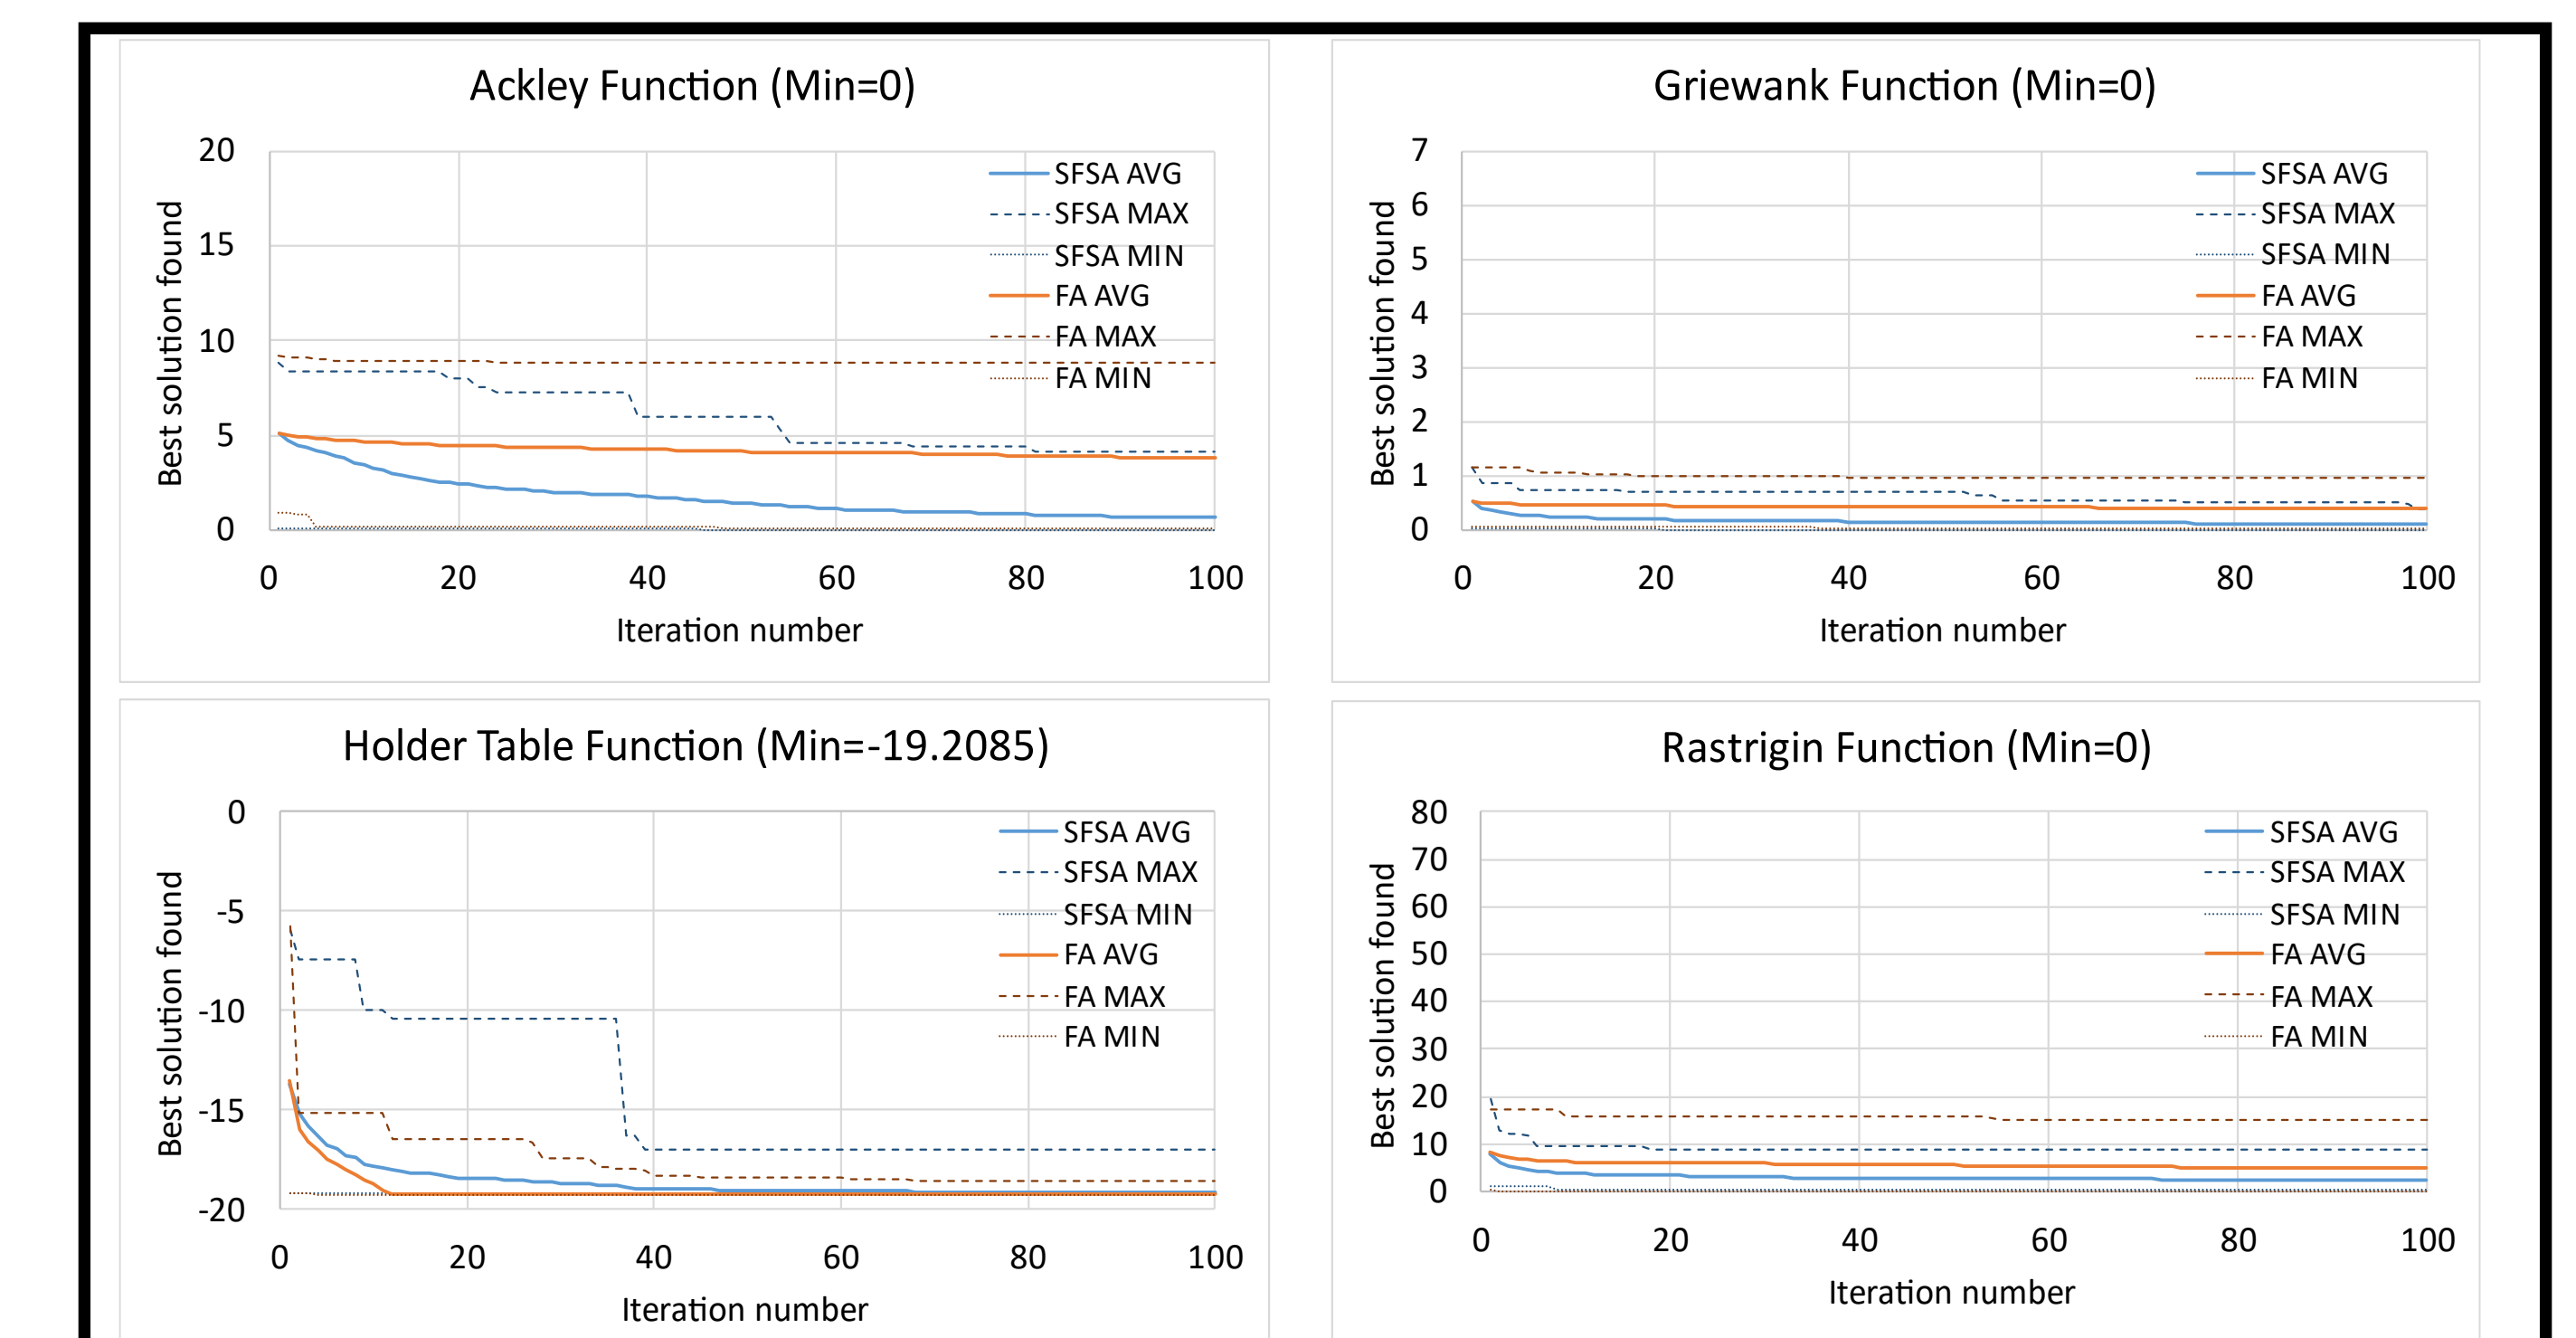 Ackley Function (Min=0)
Best solution found
20
15
10
5
0
SFSA AVG
SFSA MAX
SFSA MIN
FA AVG
FA MAX
FA MIN
0 20 40 60 80 100
Iteration number
Griewank Function (Min=0)
Best solution found
7
6
5
4
3
2
1
0
SFSA AVG
SFSA MAX
SFSA MIN
FA AVG
FA MAX
FA MIN
0 20 40 60 80 100
Iteration number
Holder Table Function (Min=-19.2085)
Best solution found
0
-5
-10
-15
-20
SFSA AVG
SFSA MAX
SFSA MIN
FA AVG
FA MAX
FA MIN
0 20 40 60 80 100
Iteration number
Rastrigin Function (Min=0)
Best solution found
80
70
60
50
40
30
20
10
0
SFSA AVG
SFSA MAX
SFSA MIN
FA AVG
FA MAX
FA MIN
0 20 40 60 80 100
Iteration number